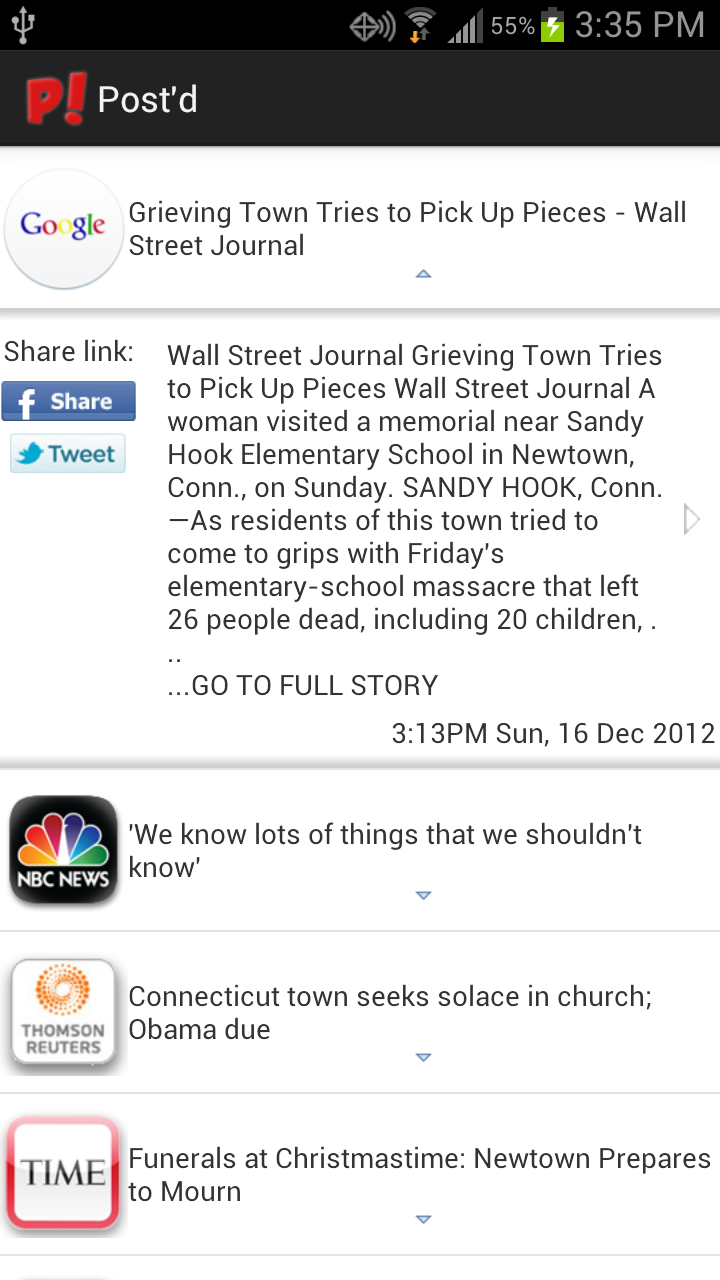 55% 3:35 PM
P! Post'd
Google
Grieving Town Tries to Pick Up Pieces - Wall
Street Journal
Share link:
f Share
Tweet
Wall Street Journal Grieving Town Tries
to Pick Up Pieces Wall Street Journal A
woman visited a memorial near Sandy
Hook Elementary School in Newtown,
Conn., on Sunday. SANDY HOOK, Conn.
—As residents of this town tried to
come to grips with Friday's
elementary-school massacre that left
26 people dead, including 20 children, .
..
...GO TO FULL STORY
3:13PM Sun, 16 Dec 2012
NBC NEWS
'We know lots of things that we shouldn't
know'
THOMSON
REUTERS
Connecticut town seeks solace in church;
Obama due
TIME
Funerals at Christmastime: Newtown Prepares
to Mourn